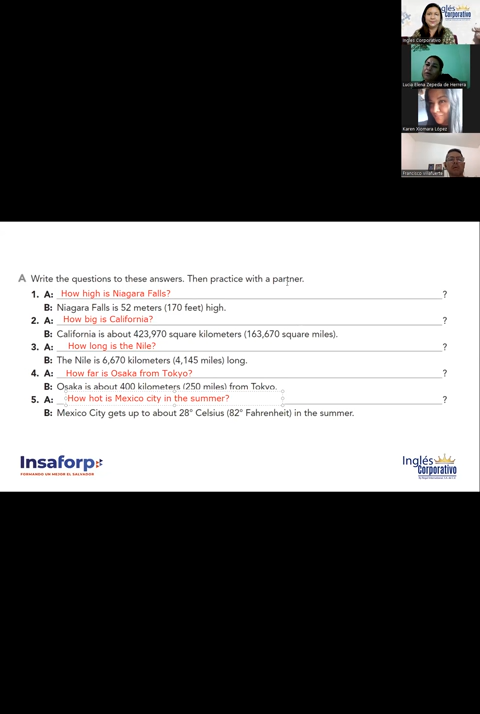 Inglés Corporativo
Inglés Corporativo
Lucia Elena Zepeda de Herrera
Karen Xiomara López
Francisco villafuerte
A Write the questions to these answers. Then practice with a partner.
1. A: How high is Niagara Falls? ?
B: Niagara Falls is 52 meters (170 feet) high.
2. A: How big is California? ?
B: California is about 423,970 square kilometers (163,670 square miles).
3. A: How long is the Nile? ?
B: The Nile is 6,670 kilometers (4,145 miles) long.
4. A: How far is Osaka from Tokyo? ?
B: Osaka is about 400 kilometers (250 miles) from Tokyo.
5. A: How hot is Mexico city in the summer? ?
B: Mexico City gets up to about 28° Celsius (82° Fahrenheit) in the summer.
Insaforp
FORMANDO UN MEJOR EL SALVADOR
Inglés
Corporativo